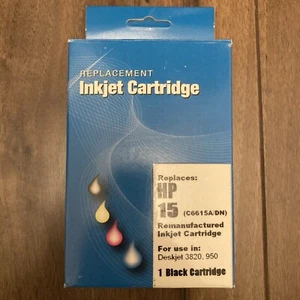 REPLACEMENT
Inkjet Cartridge
Replaces:
HP
15 (C6615A/DN)
Remanufactured
Inkjet Cartridge
For use in:
Deskjet 3820, 950
1 Black Cartridge